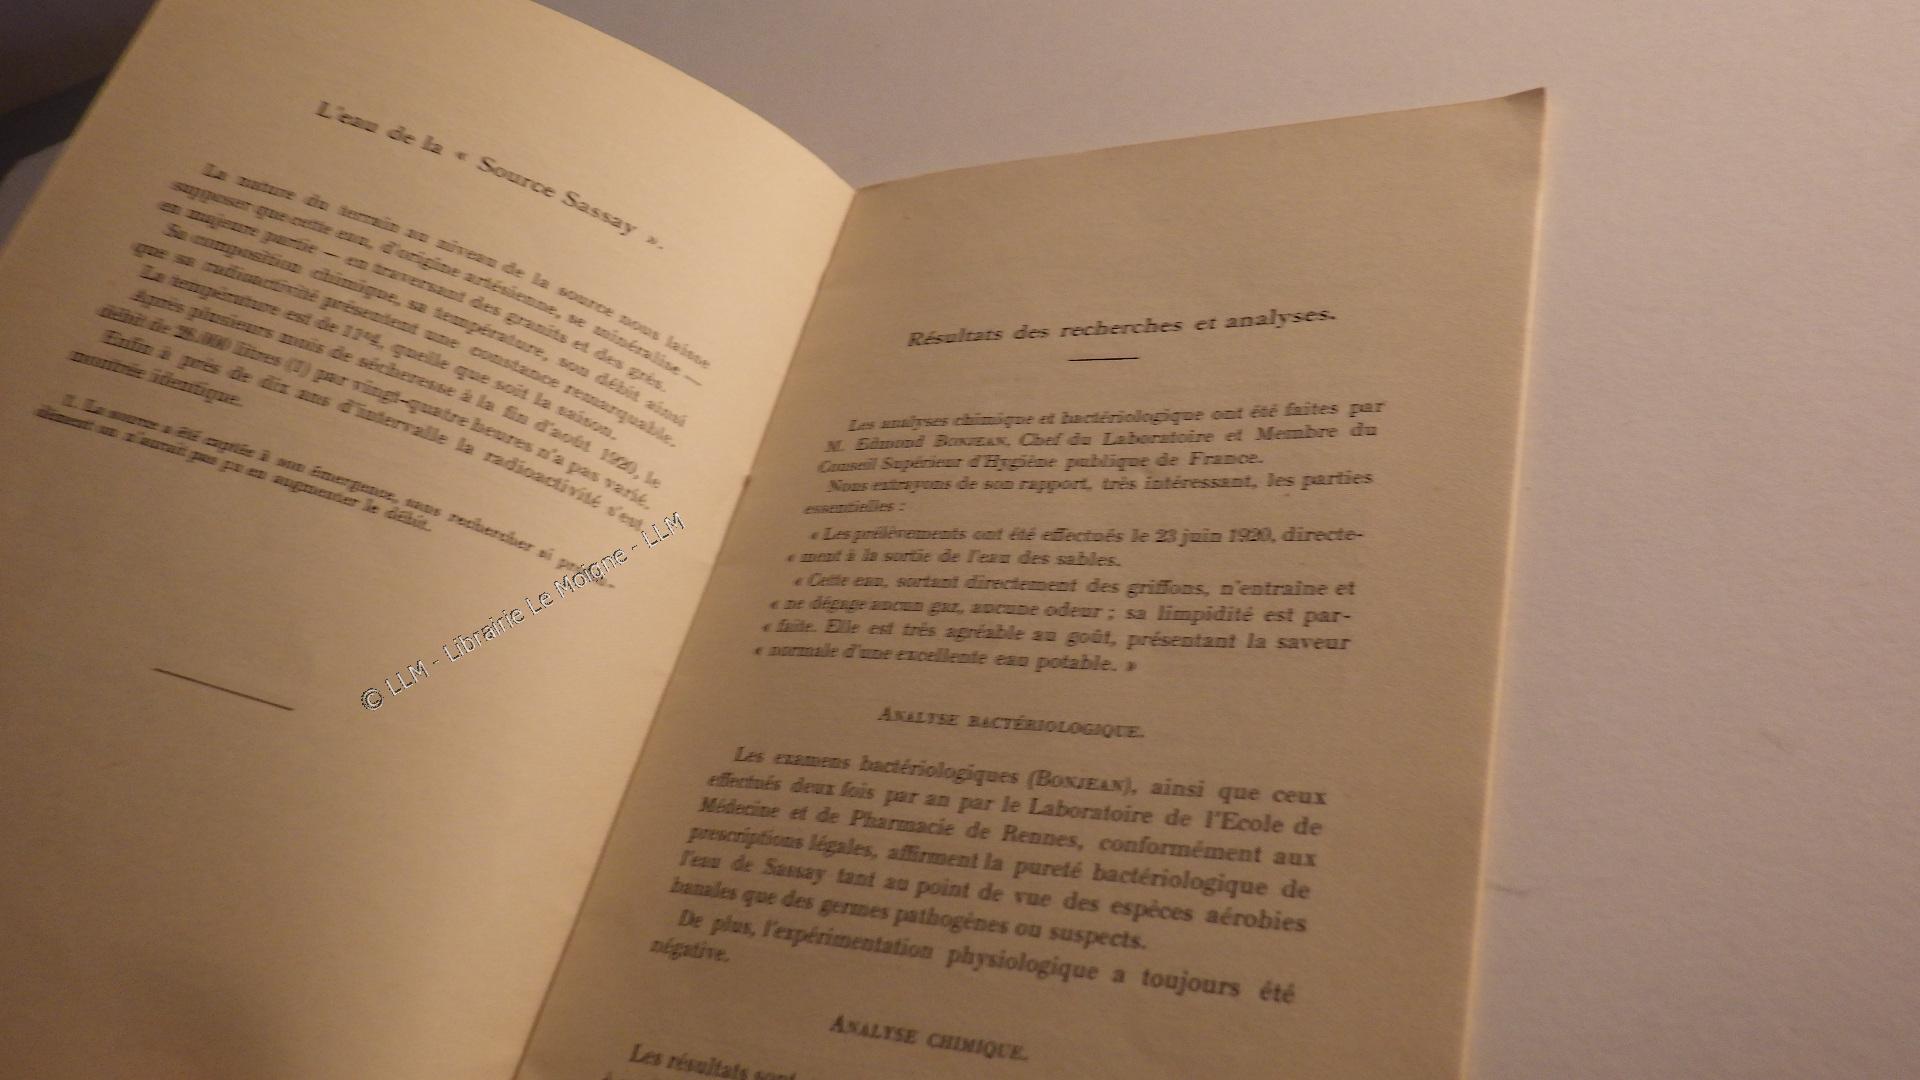 L'eau de la « Source Sassay ».
La nature du terrain au niveau de la source nous laisse
supposer que cette eau, d'origine artésienne, se minéralise —
en majeure partie — en traversant des granits et des grès.
Sa composition chimique, sa température, son débit ainsi
que sa radioactivité présentent une constance remarquable.
La température est de 11°4, quelle que soit la saison.
Après plusieurs mois de sécheresse à la fin d'août 1920, le
débit de 28.000 litres (1) par vingt-quatre heures n'a pas varié.
Enfin à près de dix ans d'intervalle la radioactivité s'est
montrée identique.
1. La source a été captée à son émergence, sans rechercher si
dément on n'aurait pas pu en augmenter le débit.
© LLM - Librairie Le Moigne - LLM
Résultats des recherches et analyses.
Les analyses chimique et bactériologique ont été faites par
M. Edmond BONJEAN, Chef du Laboratoire et Membre du
Conseil Supérieur d'Hygiène publique de France.
Nous extrayons de son rapport, très intéressant, les parties
essentielles :
« Les prélèvements ont été effectués le 23 juin 1920, directe-
« ment à la sortie de l'eau des sables.
« Cette eau, sortant directement des griffons, n'entraîne et
« ne dégage aucun gaz, aucune odeur ; sa limpidité est par-
« faite. Elle est très agréable au goût, présentant la saveur
« normale d'une excellente eau potable. »
ANALYSE BACTÉRIOLOGIQUE.
Les examens bactériologiques (BONJEAN), ainsi que ceux
effectués deux fois par an par le Laboratoire de l'Ecole de
Médecine et de Pharmacie de Rennes, conformément aux
prescriptions légales, affirment la pureté bactériologique de
l'eau de Sassay tant au point de vue des espèces aérobies
banales que des germes pathogènes ou suspects.
De plus, l'expérimentation physiologique a toujours été
négative.
ANALYSE CHIMIQUE.
Les résultats sont